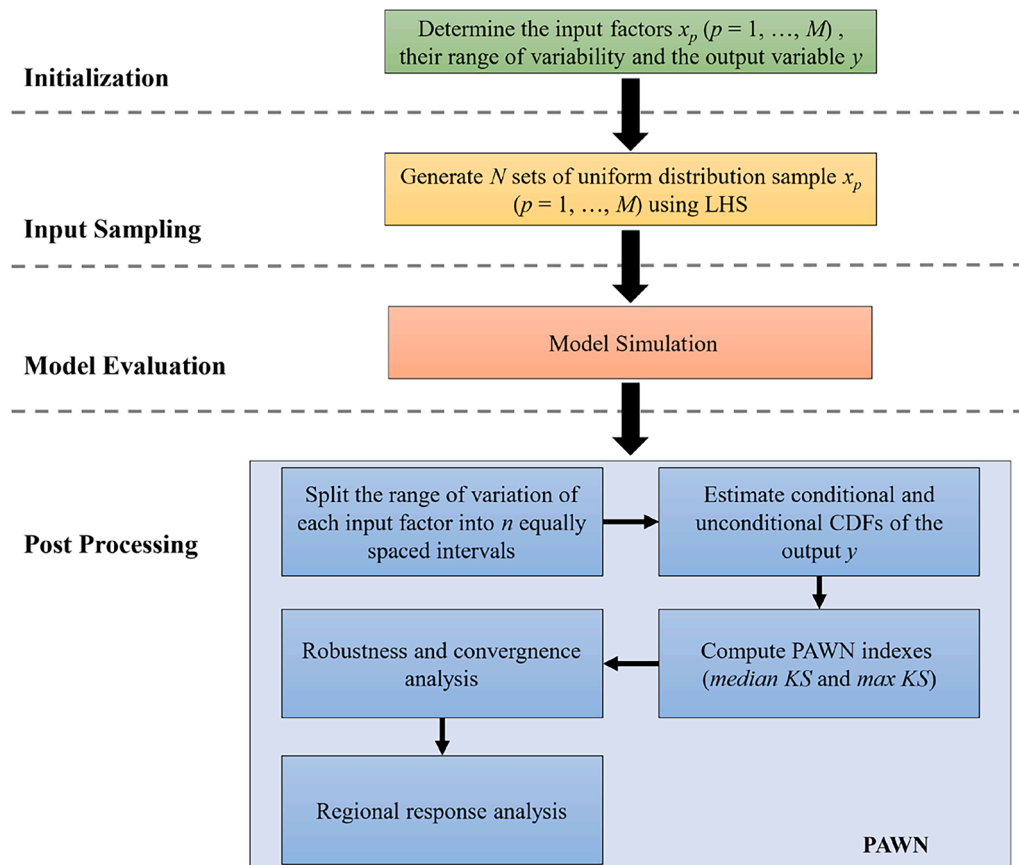 Determine the input factors xp (p = 1, …, M) ,
their range of variability and the output variable y
Initialization
Generate N sets of uniform distribution sample xp
(p = 1, …, M) using LHS
Input Sampling
Model Simulation
Model Evaluation
Split the range of variation of
each input factor into n equally
spaced intervals
Estimate conditional and
unconditional CDFs of the
output y
Post Processing
Compute PAWN indexes
(median KS and max KS)
Robustness and convergnence
analysis
Regional response analysis
PAWN